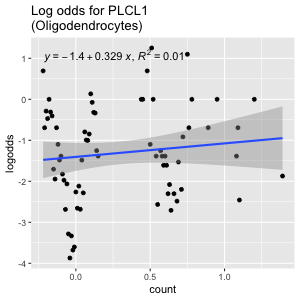 Log odds for PLCL1
(Oligodendrocytes)
y = −1.4 + 0.329 x, R² = 0.01
1
0
-1
-2
-3
-4
0.0 0.5 1.0
logodds
count